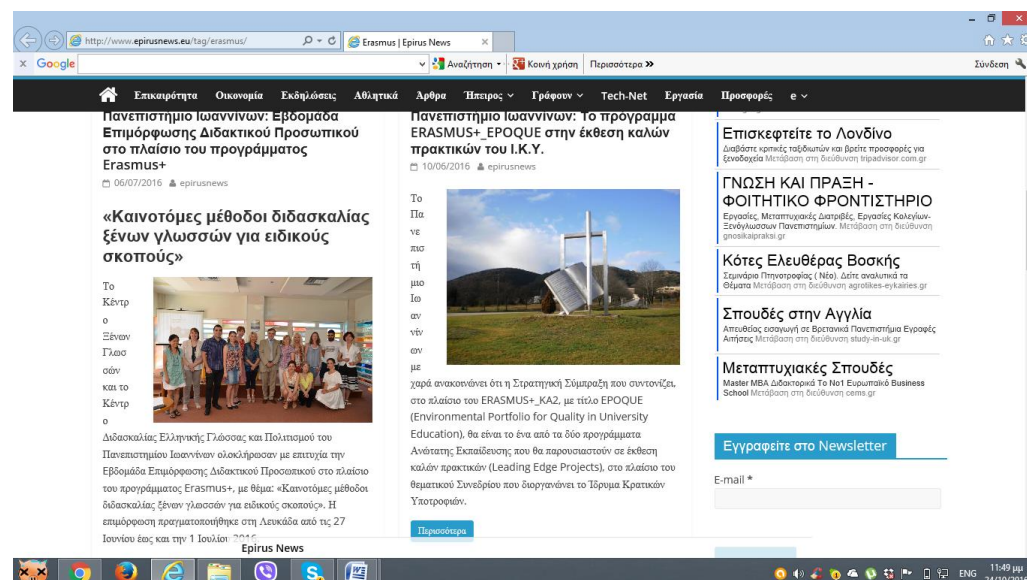 http://www.epirusnews.eu/tag/erasmus/
Erasmus | Epirus News
Google
Αναζήτηση
Κοινή χρήση
Περισσότερα »
Σύνδεση
Επικαιρότητα Οικονομία Εκδηλώσεις Αθλητικά Άρθρα Ήπειρος Γράφουν Tech-Net Εργασία Προσφορές e
Πανεπιστήμιο Ιωαννίνων: Εβδομάδα
Επιμόρφωσης Διδακτικού Προσωπικού
στο πλαίσιο του προγράμματος
Erasmus+
06/07/2016 epirusnews
«Καινοτόμες μέθοδοι διδασκαλίας
ξένων γλωσσών για ειδικούς
σκοπούς»
Το
Κέντρ
ο
Ξένων
Γλωσ
σών
και το
Κέντρ
ο
Διδασκαλίας Ελληνικής Γλώσσας και Πολιτισμού του
Πανεπιστημίου Ιωαννίνων ολοκλήρωσαν με επιτυχία την
Εβδομάδα Επιμόρφωσης Διδακτικού Προσωπικού στο πλαίσιο
του προγράμματος Erasmus+, με θέμα: «Καινοτόμες μέθοδοι
διδασκαλίας ξένων γλωσσών για ειδικούς σκοπούς». Η
επιμόρφωση πραγματοποιήθηκε στη Λευκάδα από τις 27
Ιουνίου έως και την 1 Ιουλίου 2016.
Πανεπιστήμιο Ιωαννίνων: Το πρόγραμμα
ERASMUS+_EPOQUE στην έκθεση καλών
πρακτικών του Ι.Κ.Υ.
10/06/2016 epirusnews
Το
Πα
νε
πισ
τή
μιο
Ιω
αν
νίν
ων
με
χαρά ανακοινώνει ότι η Στρατηγική Σύμπραξη που συντονίζει,
στο πλαίσιο του ERASMUS+_KA2, με τίτλο EPOQUE
(Environmental Portfolio for Quality in University
Education), θα είναι το ένα από τα δύο προγράμματα
Ανώτατης Εκπαίδευσης που θα παρουσιαστούν σε έκθεση
καλών πρακτικών (Leading Edge Projects), στο πλαίσιο του
θεματικού Συνεδρίου που διοργανώνει το Ίδρυμα Κρατικών
Υποτροφιών.
Περισσότερα
Επισκεφτείτε το Λονδίνο
Διαβάστε κριτικές ταξιδιωτών και βρείτε προσφορές για
ξενοδοχεία Μετάβαση στη διεύθυνση tripadvisor.com.gr
ΓΝΩΣΗ ΚΑΙ ΠΡΑΞΗ -
ΦΟΙΤΗΤΙΚΟ ΦΡΟΝΤΙΣΤΗΡΙΟ
Εργασίες, Μεταπτυχιακές Διατριβές, Εργασίες Κολεγίων-
Ξενόγλωσσων Πανεπιστημίων. Μετάβαση στη διεύθυνση
gnosikaipraksi.gr
Κότες Ελευθέρας Βοσκής
Σεμινάριο Πτηνοτροφίας ( Νέο). Δείτε αναλυτικά τα
Θέματα Μετάβαση στη διεύθυνση agrotikes-eykairies.gr
Σπουδές στην Αγγλία
Απευθείας εισαγωγή σε Βρετανικά Πανεπιστήμια Εγραφές
Αιτήσεις Μετάβαση στη διεύθυνση study-in-uk.gr
Μεταπτυχιακές Σπουδές
Master MBA Διδακτορικά Το Νο1 Ευρωπαϊκό Business
School Μετάβαση στη διεύθυνση cems.gr
Εγγραφείτε στο Newsletter
E-mail *
Epirus News
ENG
11:49 μμ